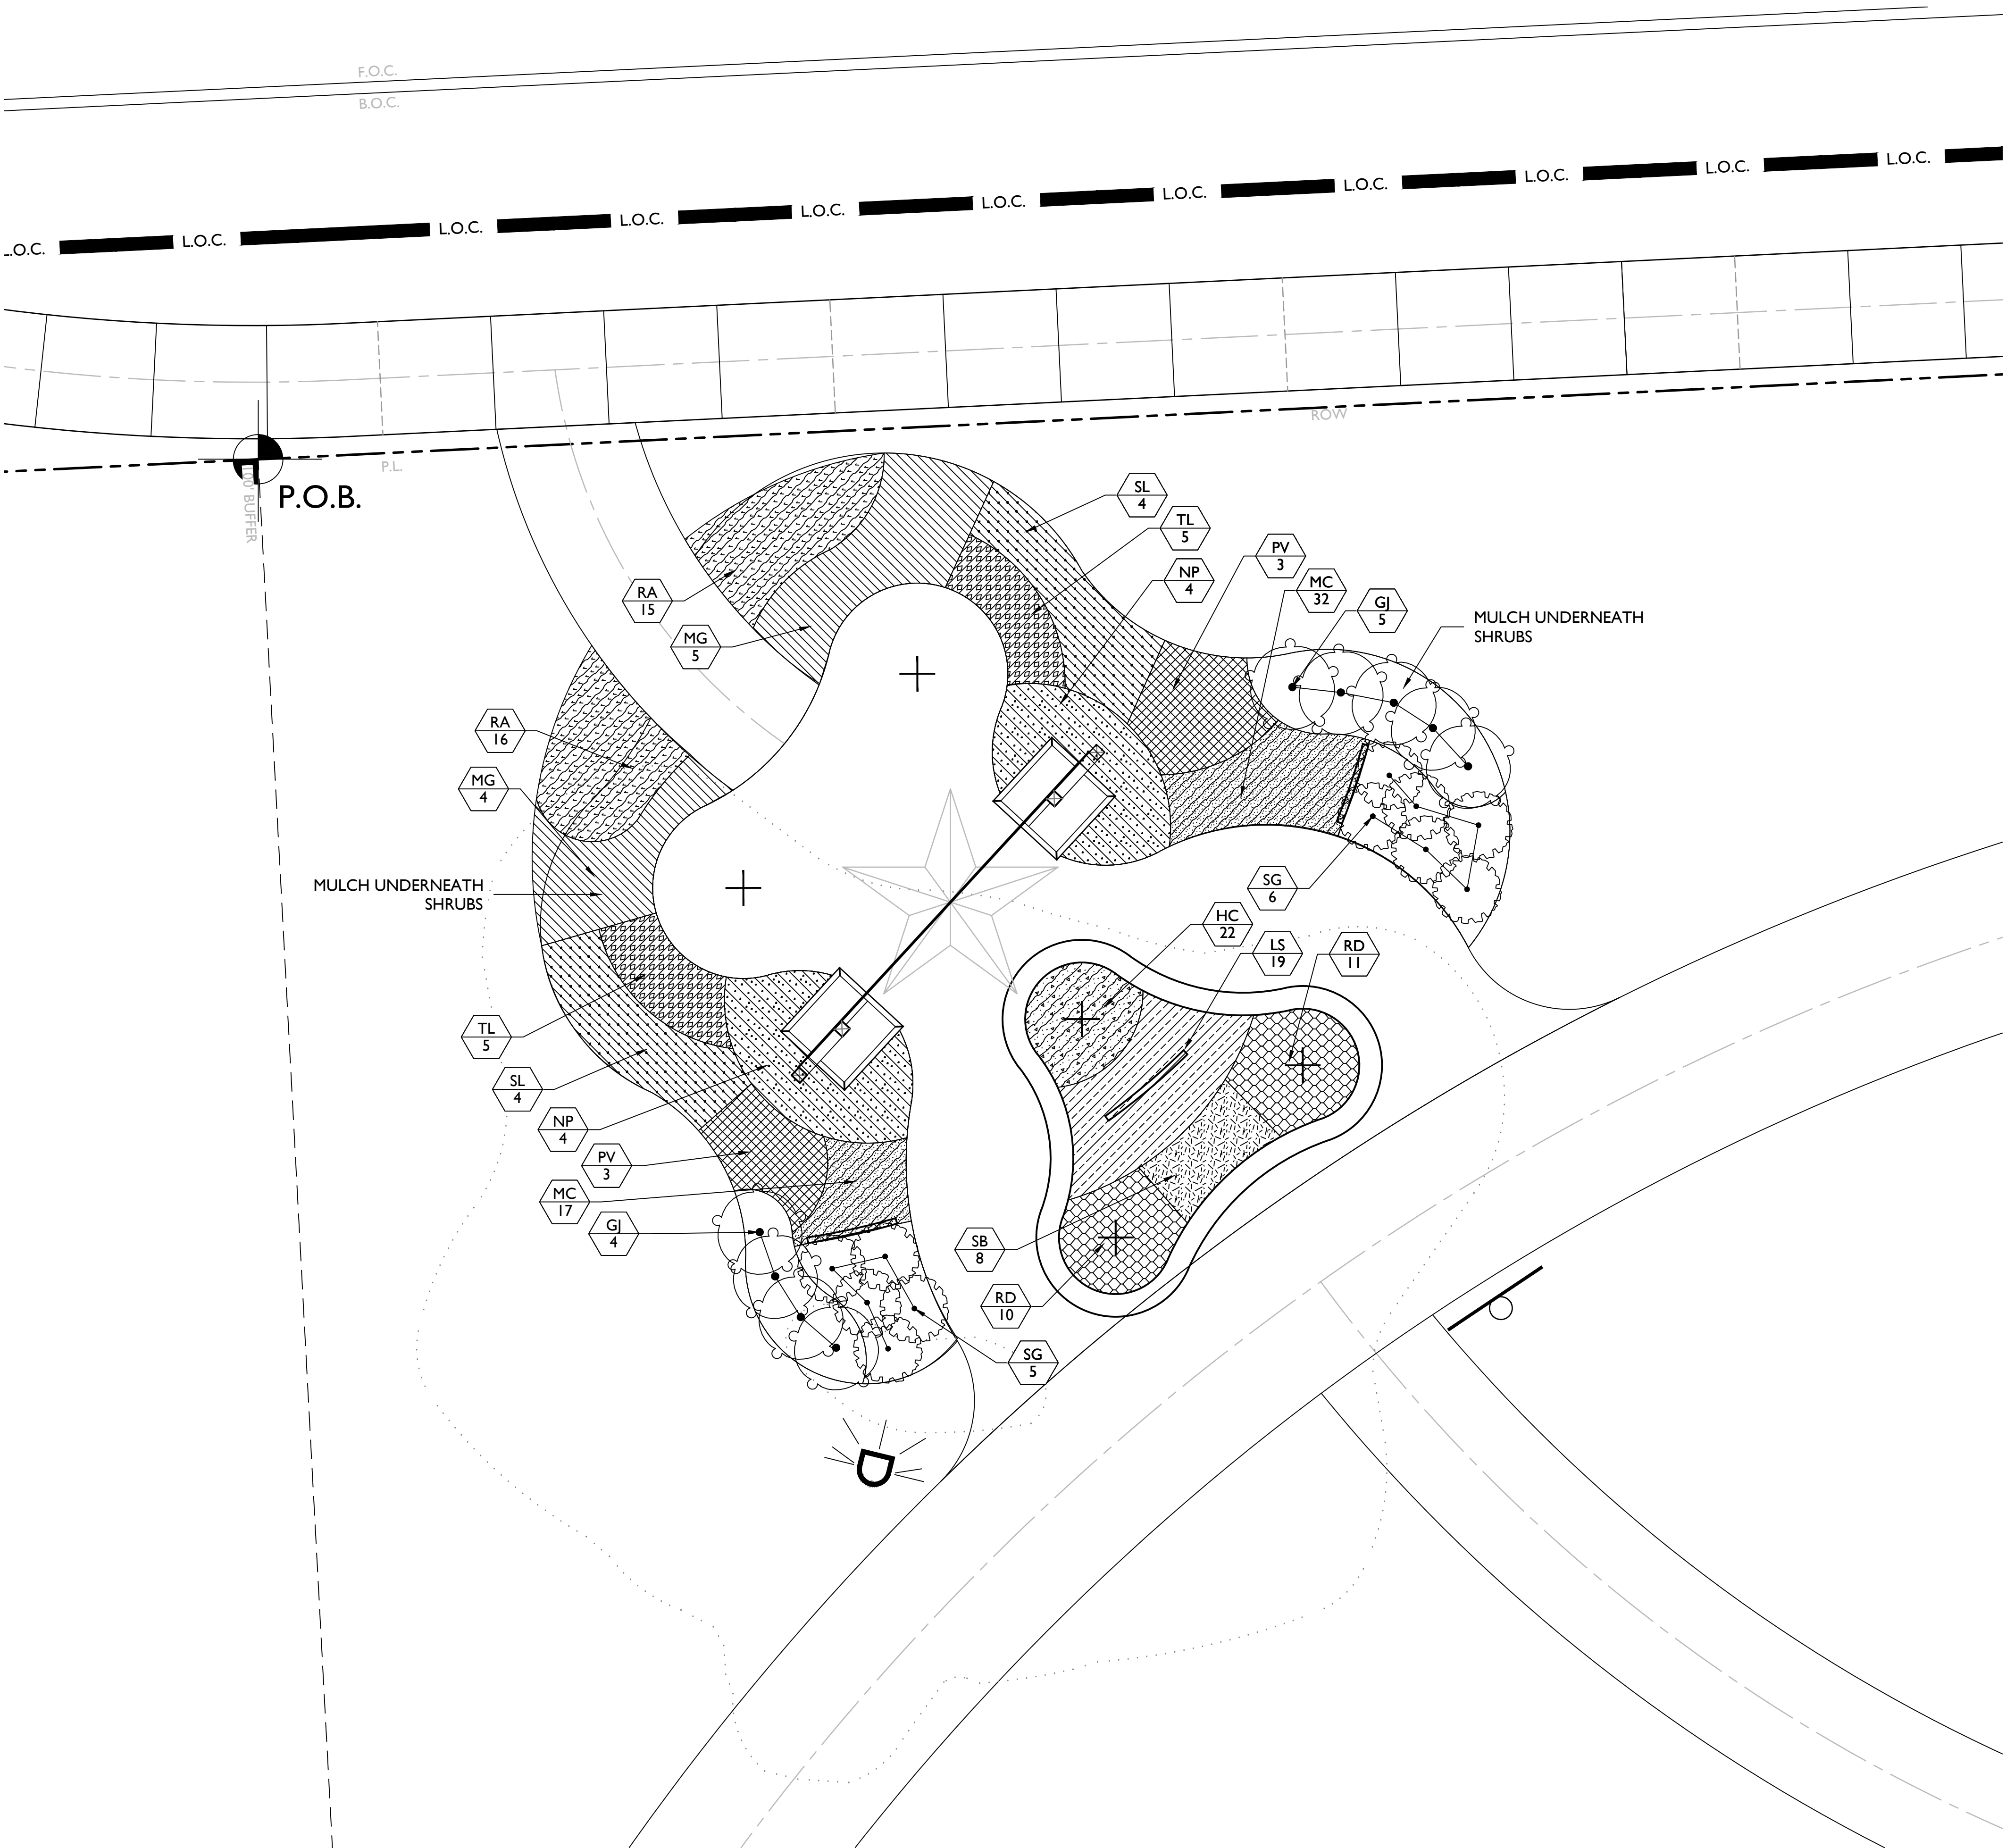 F.O.C.
B.O.C.
L.O.C. L.O.C. L.O.C. L.O.C. L.O.C. L.O.C. L.O.C. L.O.C. L.O.C. L.O.C. L.O.C.
ROW
P.L.
100' BUFFER
P.O.B.
SL
4
TL
5
PV
3
NP
4
MC
32
GJ
5
MULCH UNDERNEATH
SHRUBS
RA
15
MG
5
RA
16
MG
4
MULCH UNDERNEATH
SHRUBS
SG
6
HC
22
LS
19
RD
11
TL
5
SL
4
NP
4
PV
3
MC
17
GJ
4
SB
8
RD
10
SG
5